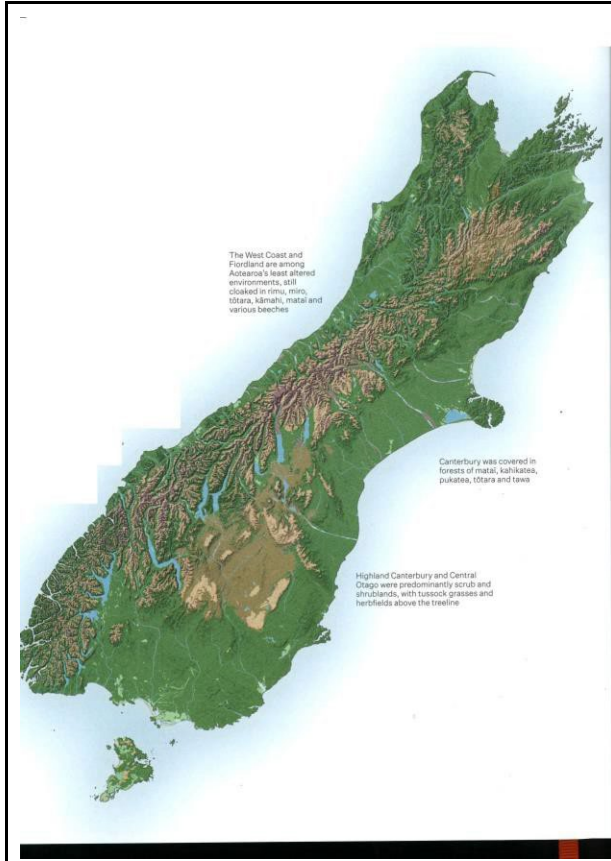 The West Coast and
Fiordland are among
Aotearoa's least altered
environments, still
cloaked in rimu, miro,
tōtara, kāmahi, mataī and
various beeches
Canterbury was covered in
forests of mataī, kahikatea,
pukatea, tōtara and tawa
Highland Canterbury and Central
Otago were predominantly scrub and
shrublands, with tussock grasses and
herbfields above the treeline